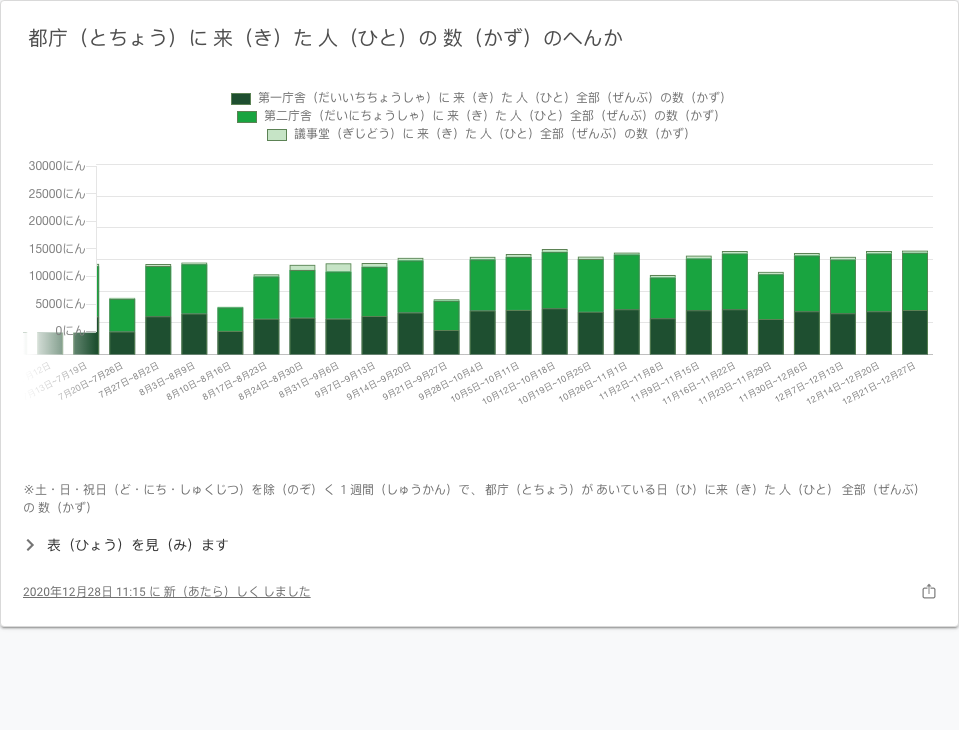 都庁（とちょう）に 来（き）た 人（ひと）の 数（かず）のへんか
第一庁舎（だいいちちょうしゃ）に 来（き）た 人（ひと）全部（ぜんぶ）の数（かず）
第二庁舎（だいにちょうしゃ）に 来（き）た 人（ひと）全部（ぜんぶ）の数（かず）
議事堂（ぎじどう）に 来（き）た 人（ひと）全部（ぜんぶ）の数（かず）
30000にん
25000にん
20000にん
15000にん
10000にん
5000にん
0にん
7月20日~7月26日
7月27日~8月2日
8月3日~8月9日
8月10日~8月16日
8月17日~8月23日
8月24日~8月30日
8月31日~9月6日
9月7日~9月13日
9月14日~9月20日
9月21日~9月27日
9月28日~10月4日
10月5日~10月11日
10月12日~10月18日
10月19日~10月25日
10月26日~11月1日
11月2日~11月8日
11月9日~11月15日
11月16日~11月22日
11月23日~11月29日
11月30日~12月6日
12月7日~12月13日
12月14日~12月20日
12月21日~12月27日
※土・日・祝日（ど・にち・しゅくじつ）を除（のぞ）く 1 週間（しゅうかん）で、 都庁（とちょう）が あいている日（ひ）に来（き）た 人（ひと） 全部（ぜんぶ）
の 数（かず）
表（ひょう）を見（み）ます
2020年12月28日 11:15 に 新（あたら）しく しました